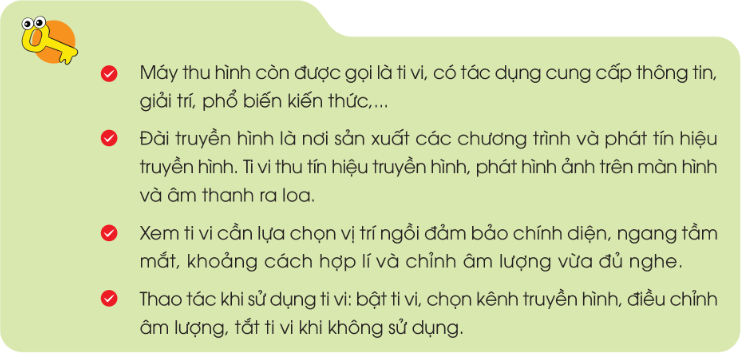 Máy thu hình còn được gọi là ti vi, có tác dụng cung cấp thông tin,
giải trí, phổ biến kiến thức,...
Đài truyền hình là nơi sản xuất các chương trình và phát tín hiệu
truyền hình. Ti vi thu tín hiệu truyền hình, phát hình ảnh trên màn hình
và âm thanh ra loa.
Xem ti vi cần lựa chọn vị trí ngồi đảm bảo chính diện, ngang tầm
mắt, khoảng cách hợp lí và chỉnh âm lượng vừa đủ nghe.
Thao tác khi sử dụng ti vi: bật ti vi, chọn kênh truyền hình, điều chỉnh
âm lượng, tắt ti vi khi không sử dụng.